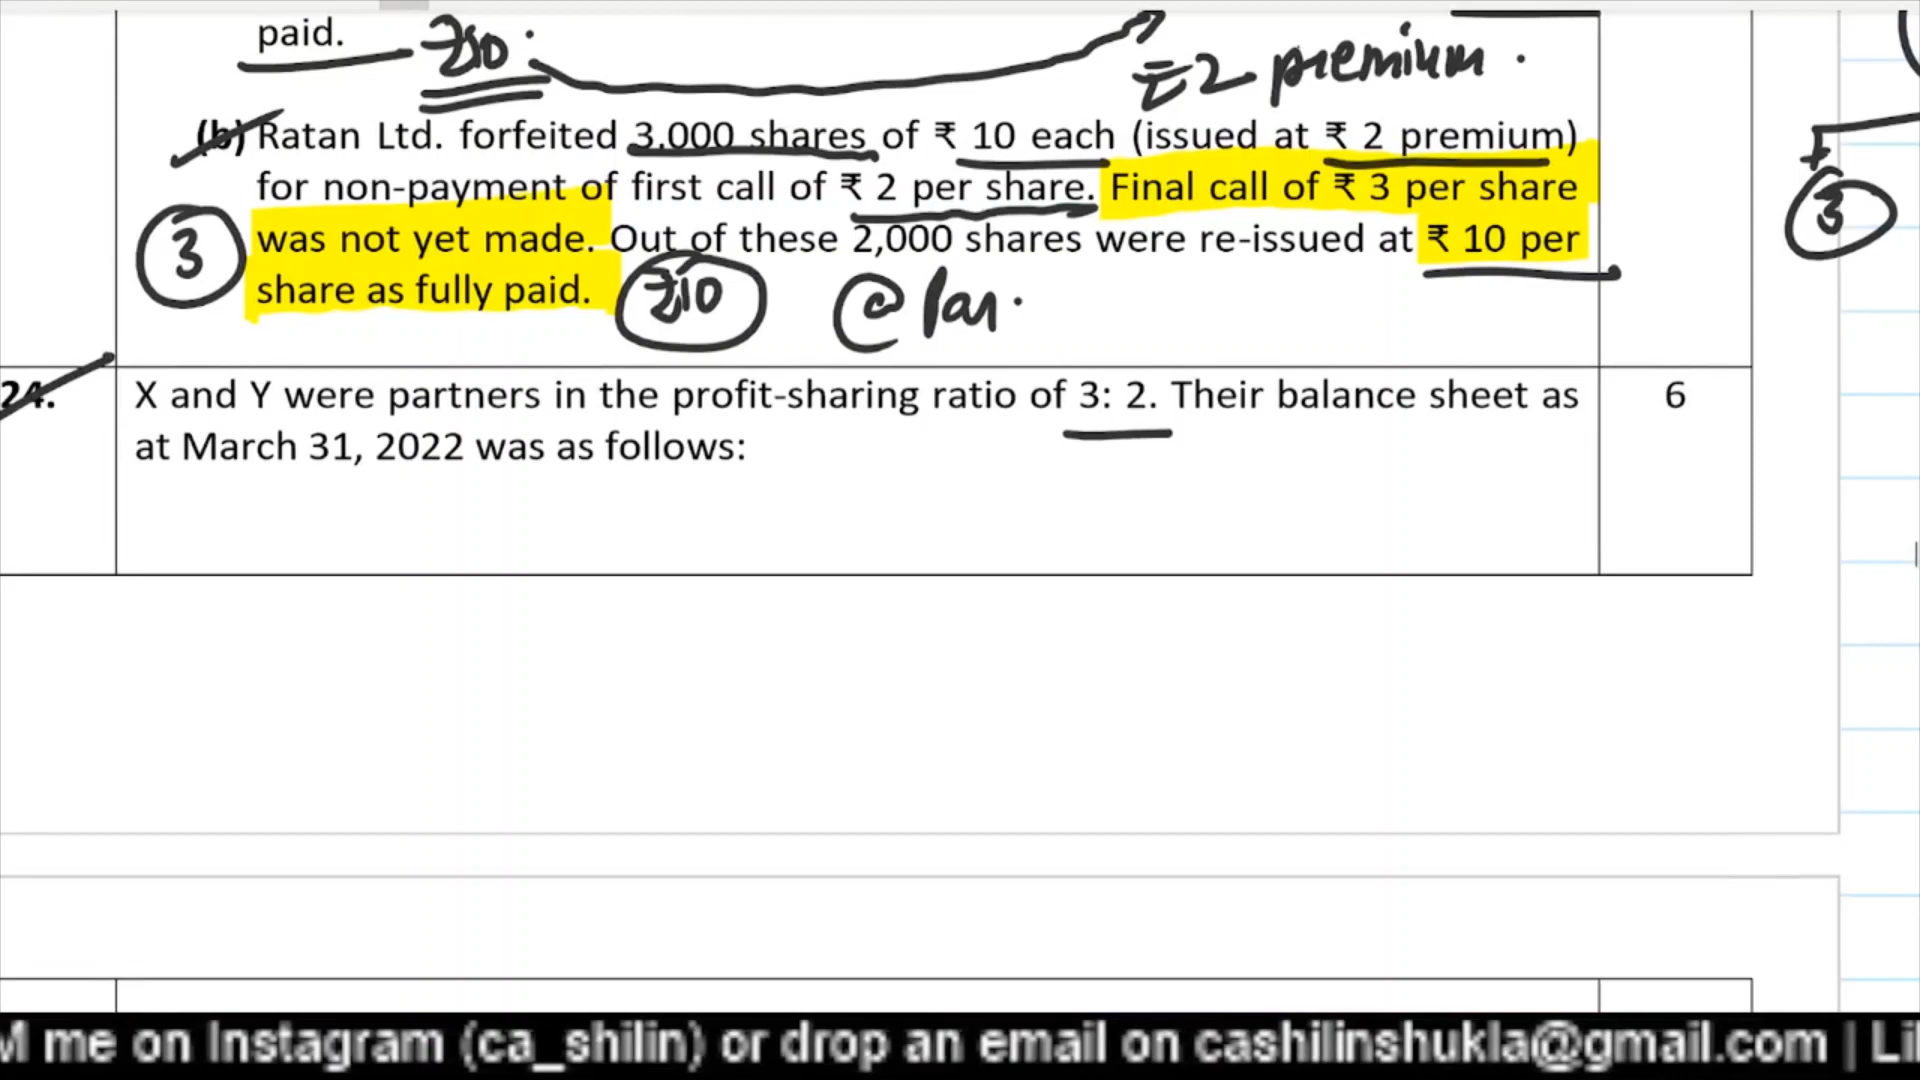 paid. ₹10.
₹2 premium.
(b) Ratan Ltd. forfeited 3,000 shares of ₹ 10 each (issued at ₹ 2 premium)
for non-payment of first call of ₹ 2 per share. Final call of ₹ 3 per share
3
was not yet made. Out of these 2,000 shares were re-issued at ₹ 10 per
3
share as fully paid. ₹10 @ Par.
24. X and Y were partners in the profit-sharing ratio of 3: 2. Their balance sheet as 6
at March 31, 2022 was as follows:
me on Instagram (ca_shilin) or drop an email on cashilinshukla@gmail.com |